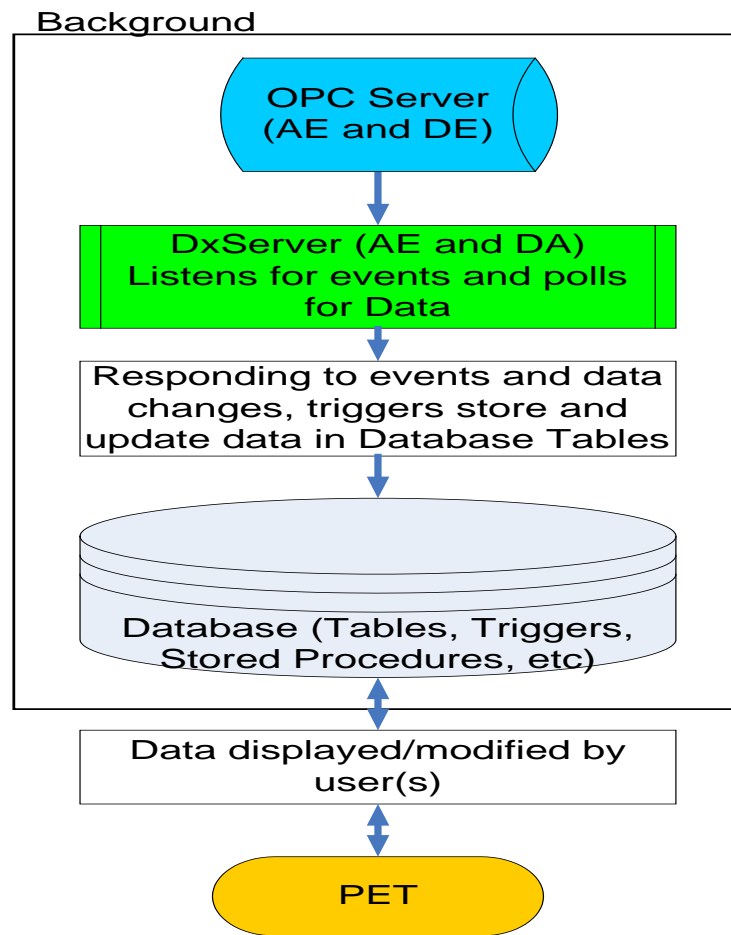 Background
OPC Server
(AE and DE)
DxServer (AE and DA)
Listens for events and polls
for Data
Responding to events and data
changes, triggers store and
update data in Database Tables
Database (Tables, Triggers,
Stored Procedures, etc)
Data displayed/modified by
user(s)
PET